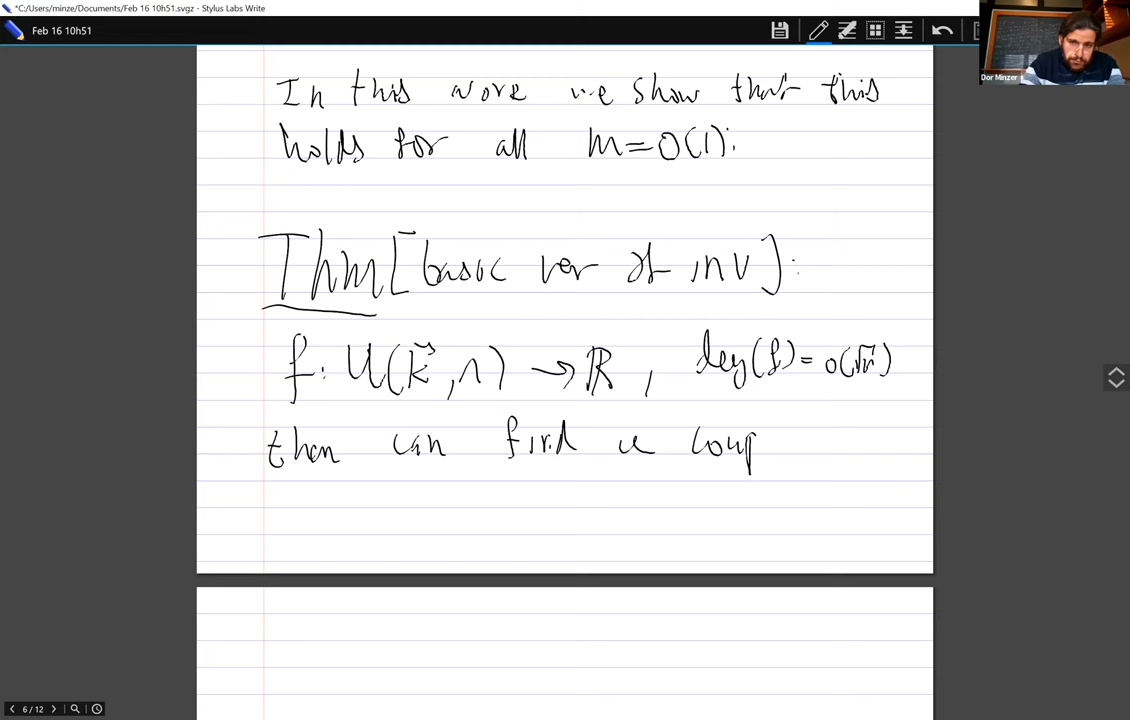 *C:/Users/minze/Documents/Feb 16 10h51.svgz - Stylus Labs Write
Feb 16 10h51
Dor Minzer
In this work we show that this
holds for all m=O(1):
Thm[basic ver of inv]:
f: U(k⃗,n) → ℝ, deg(f)=o(√n)
then can find a coup
6 / 12